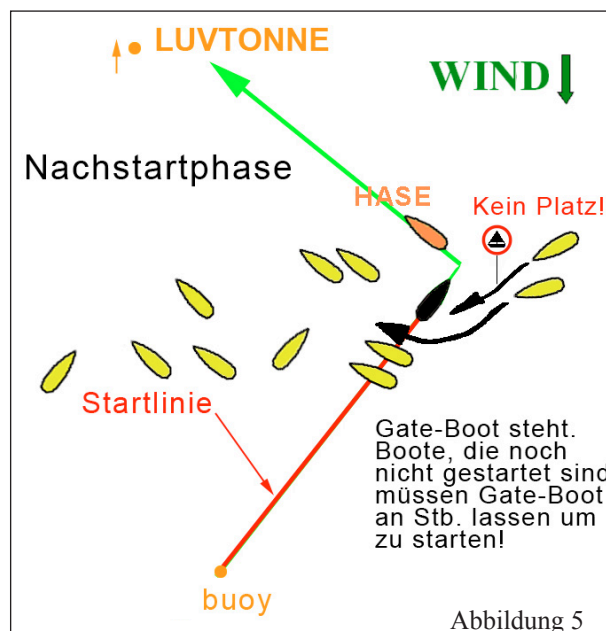 LUVTONNE
WIND
Nachstartphase
HASE
Kein Platz!
Startlinie
Gate-Boot steht.
Boote, die noch
nicht gestartet sind
müssen Gate-Boot
an Stb. lassen um
zu starten!
buoy
Abbildung 5